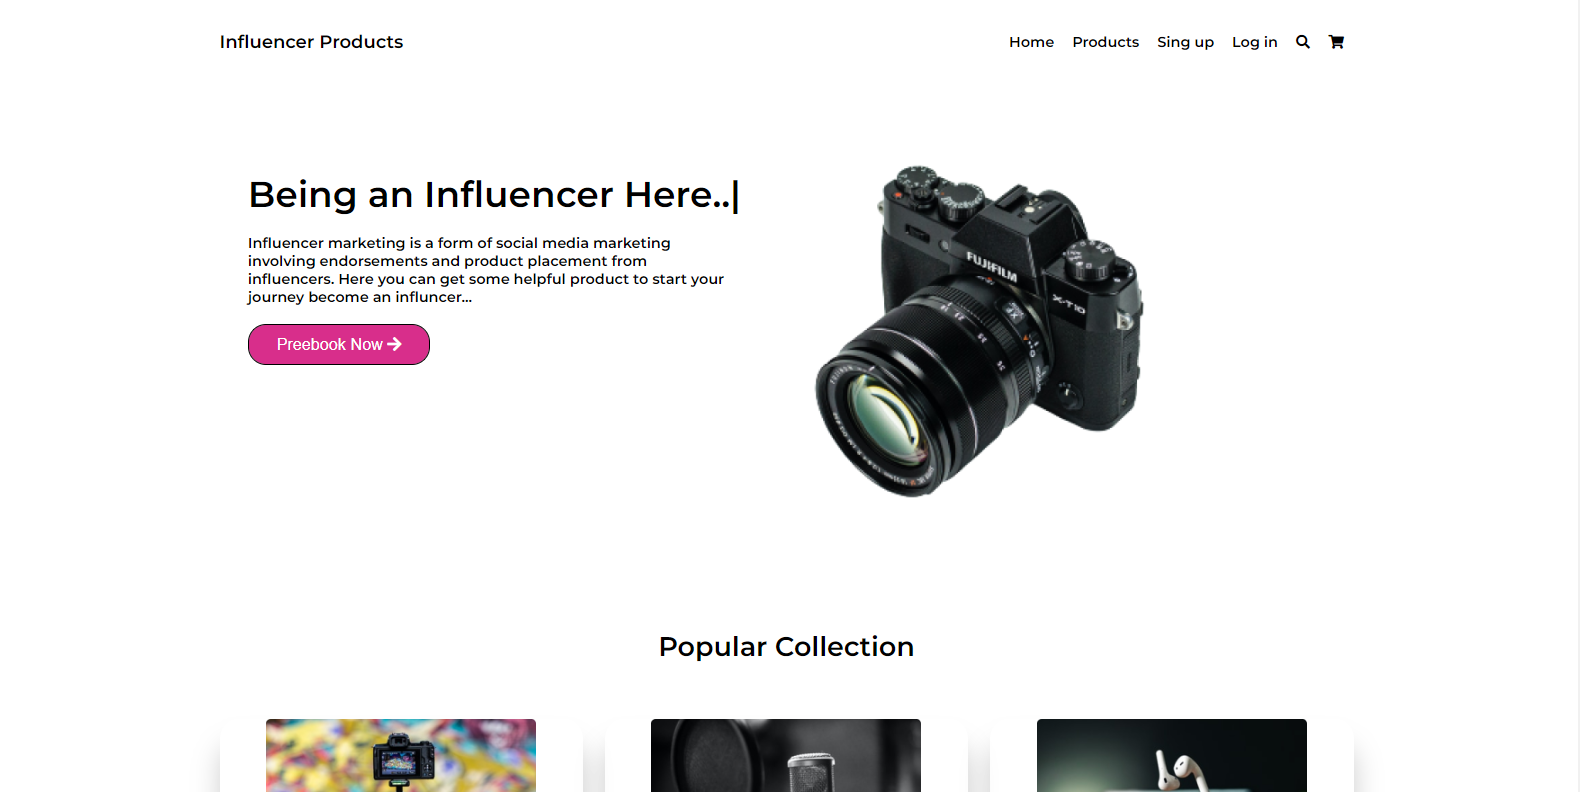 Influencer Products
Home Products Sing up Log in
Being an Influencer Here..|
Influencer marketing is a form of social media marketing
involving endorsements and product placement from
influencers. Here you can get some helpful product to start your
journey become an influncer...
Preebook Now
FUJIFILM
X-T10
XF
Popular Collection